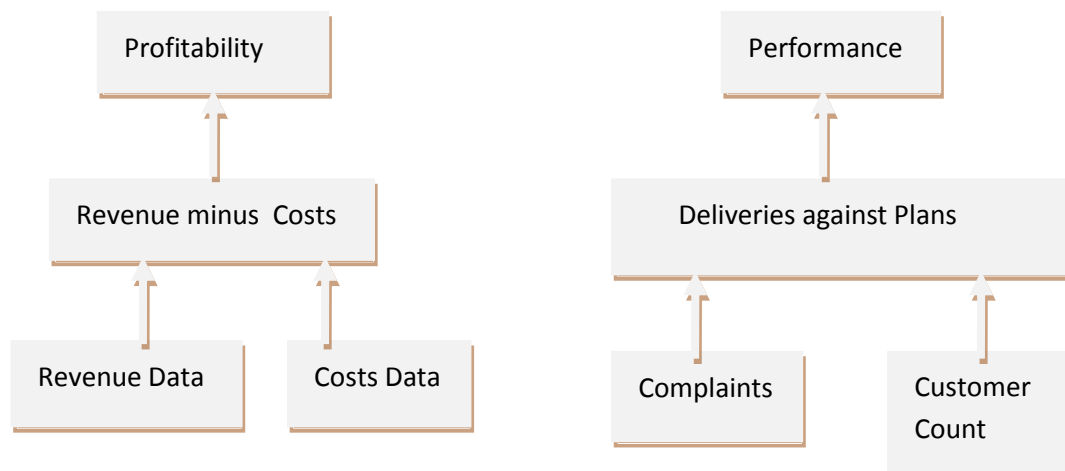 Profitability
Performance
Revenue minus Costs
Deliveries against Plans
Revenue Data
Costs Data
Complaints
Customer
Count